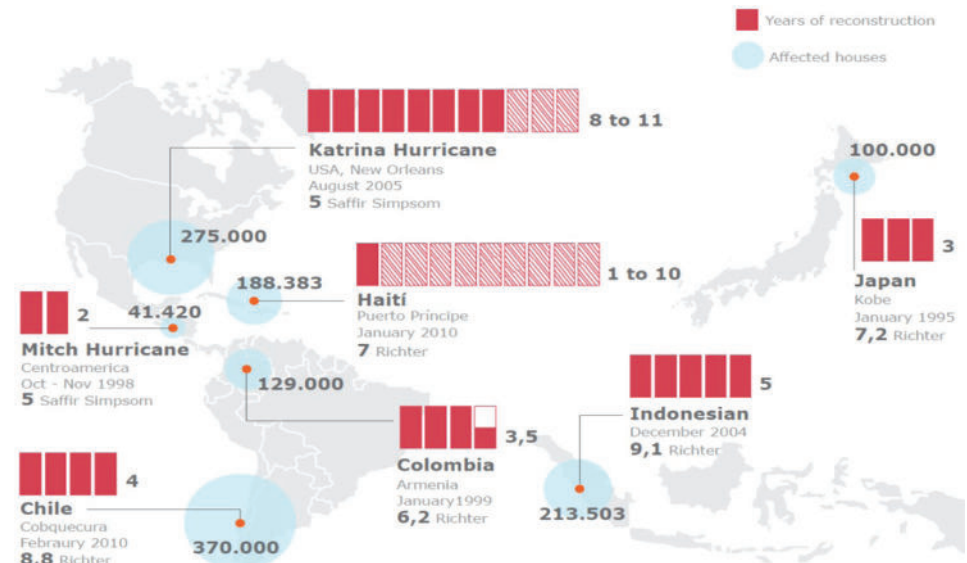 Years of reconstruction
Affected houses
8 to 11
Katrina Hurricane
USA, New Orleans
August 2005
5 Saffir Simpsom
275.000
100.000
3
Japan
Kobe
January 1995
7,2 Richter
188.383
1 to 10
Haití
Puerto Príncipe
January 2010
7 Richter
41.420
2
Mitch Hurricane
Centroamerica
Oct - Nov 1998
5 Saffir Simpsom
129.000
3,5
Colombia
Armenia
January1999
6,2 Richter
5
Indonesian
December 2004
9,1 Richter
213.503
4
Chile
Cobquecura
Febraury 2010
8,8 Richter
370.000